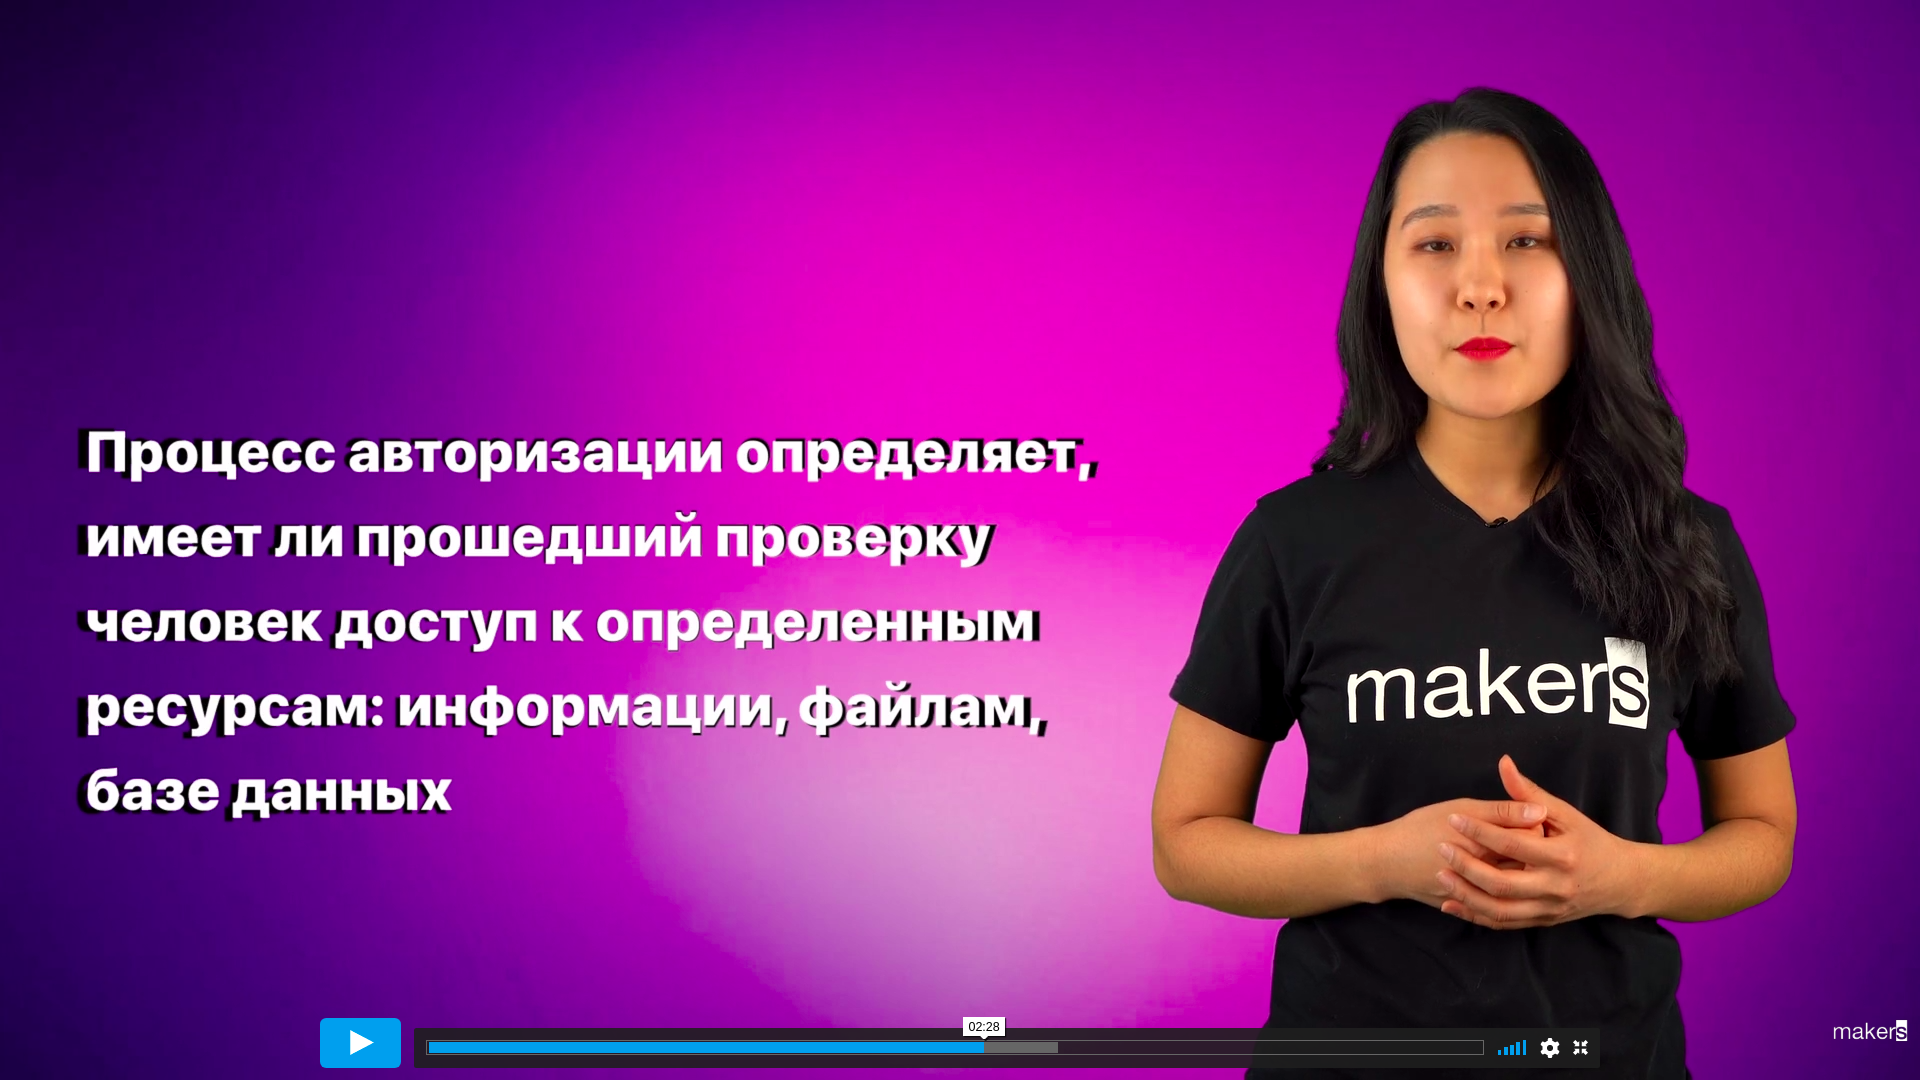 Процесс авторизации определяет,
имеет ли прошедший проверку
человек доступ к определенным
ресурсам: информации, файлам,
базе данных
makers
02:28
makers